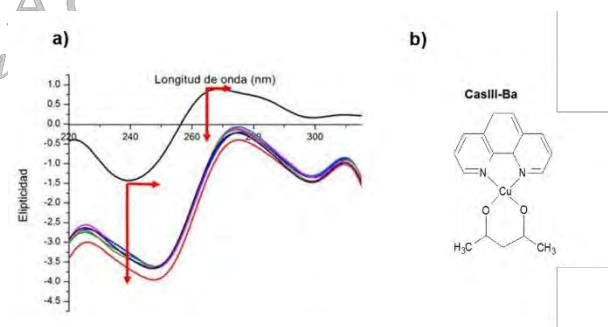 a)
Longitud de onda (nm)
1.0
0.5
0.0
220 240 260 280 300
-0.5
-1.0
-1.5
-2.0
-2.5
-3.0
-3.5
-4.0
-4.5
Elipticidad
b)
CasIII-Ba
N N
Cu
O O
H₃C CH₃